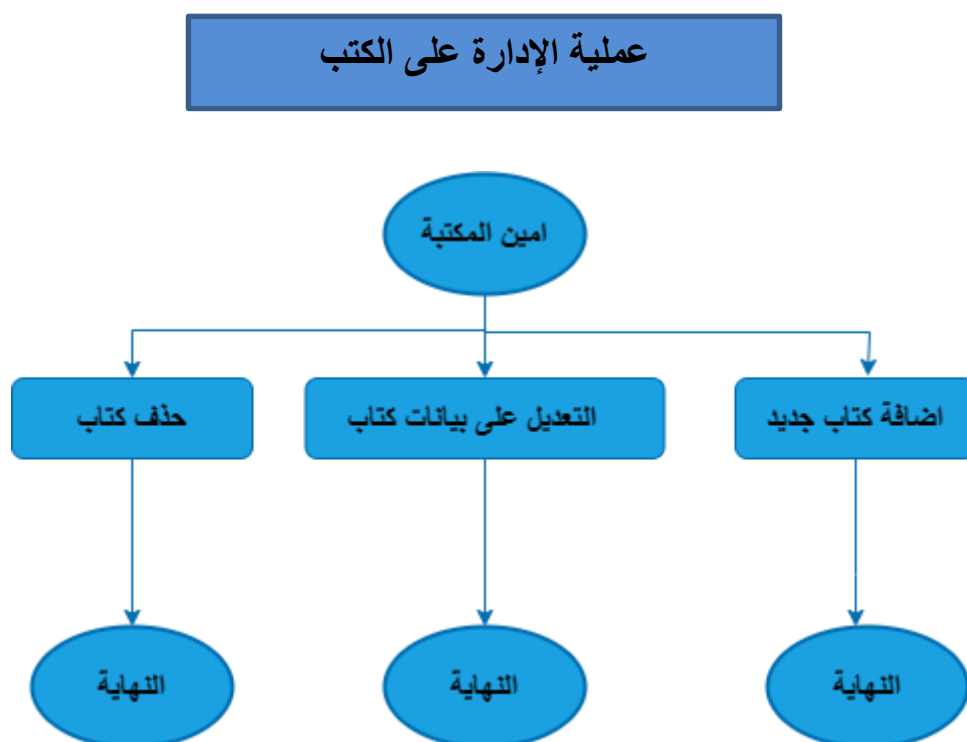 عملية الإدارة على الكتب
امين المكتبة
اضافة كتاب جديد
التعديل على بيانات كتاب
حذف كتاب
النهاية
النهاية
النهاية